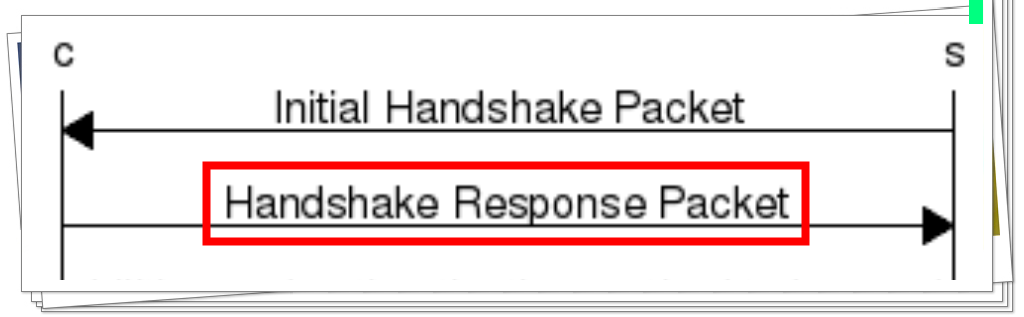 c
s
Initial Handshake Packet
Handshake Response Packet